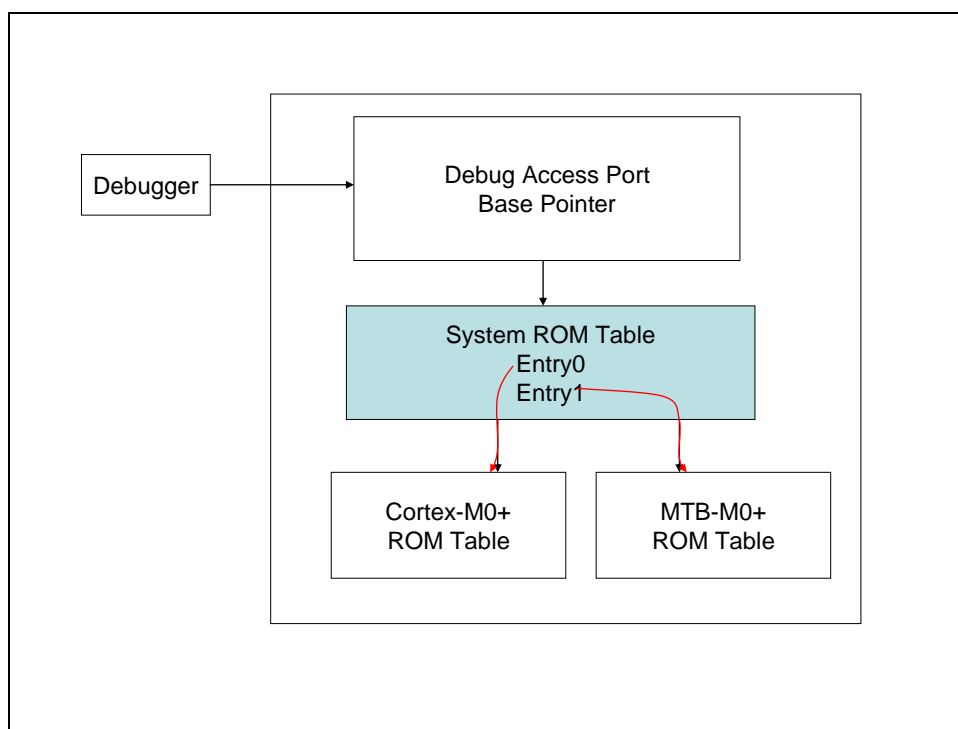 Debugger
Debug Access Port
Base Pointer
System ROM Table
Entry0
Entry1
Cortex-M0+
ROM Table
MTB-M0+
ROM Table